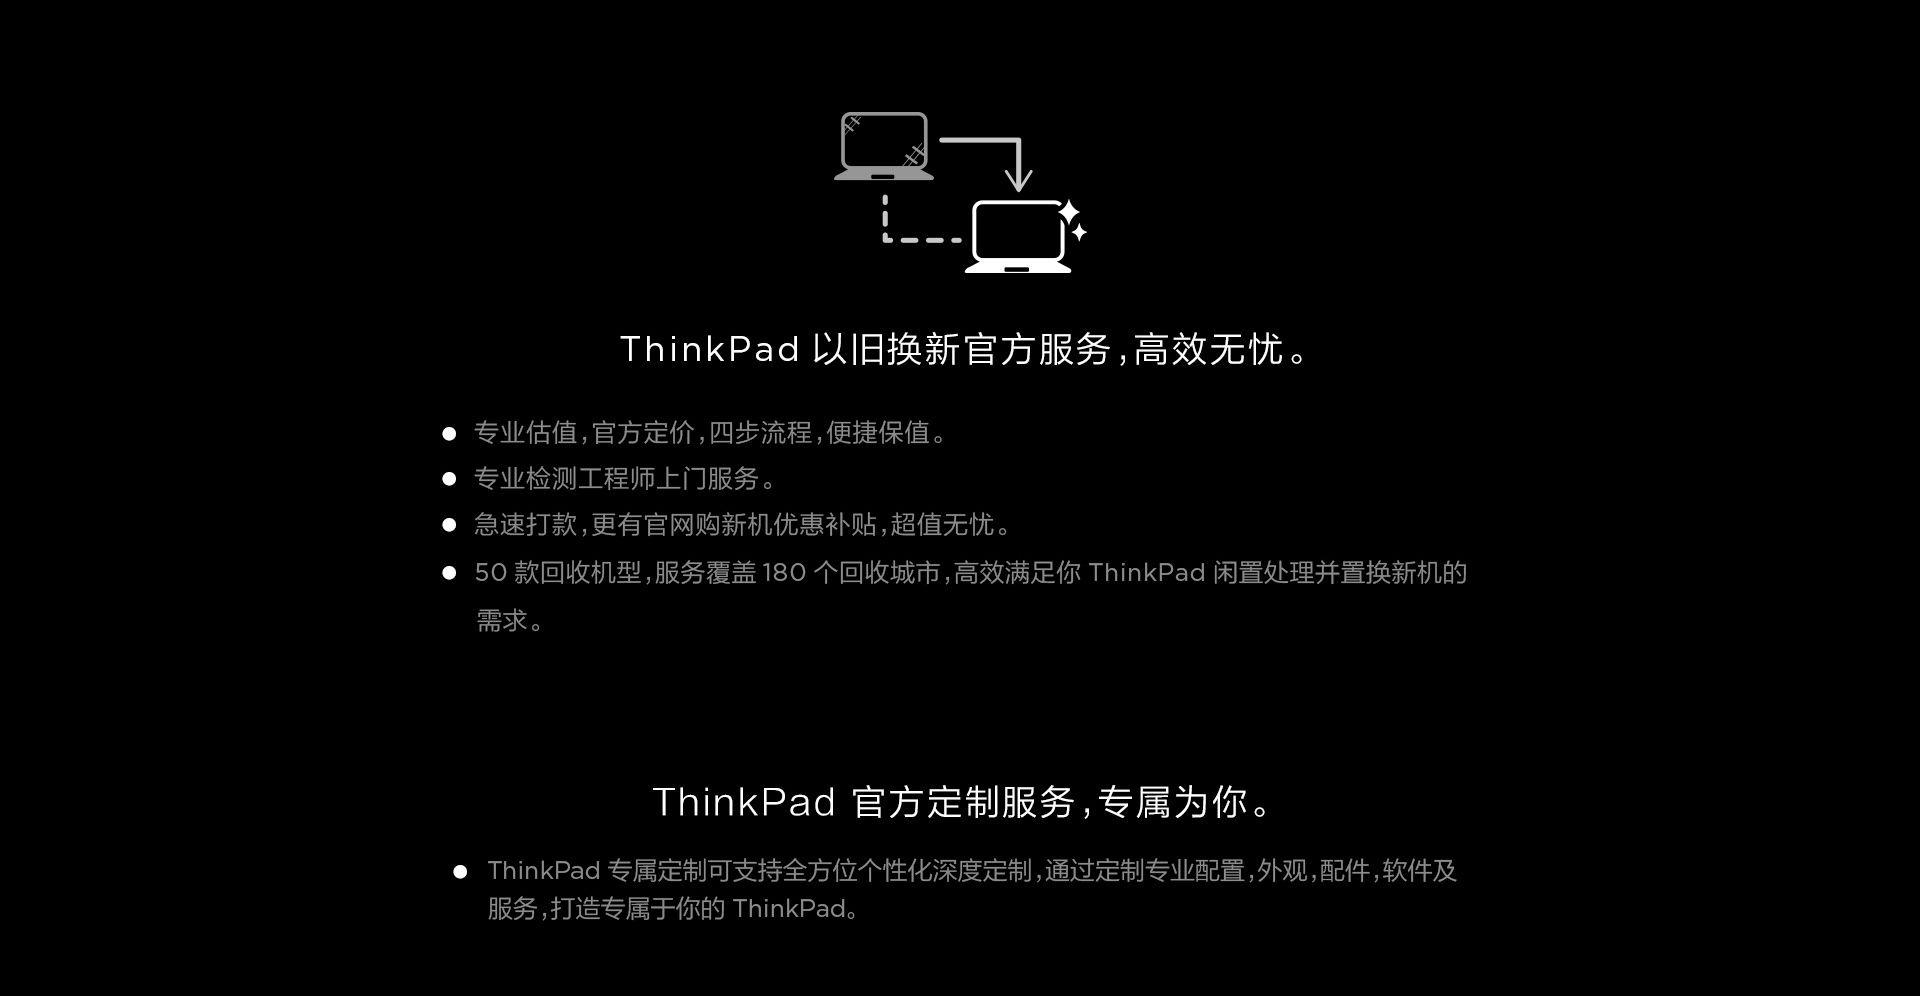 ThinkPad 以旧换新官方服务,高效无忧。
专业估值,官方定价,四步流程,便捷保值。
专业检测工程师上门服务。
急速打款,更有官网购新机优惠补贴,超值无忧。
50 款回收机型,服务覆盖 180 个回收城市,高效满足你 ThinkPad 闲置处理并置换新机的
需求。
ThinkPad 官方定制服务,专属为你。
ThinkPad 专属定制可支持全方位个性化深度定制,通过定制专业配置,外观,配件,软件及
服务,打造专属于你的 ThinkPad。